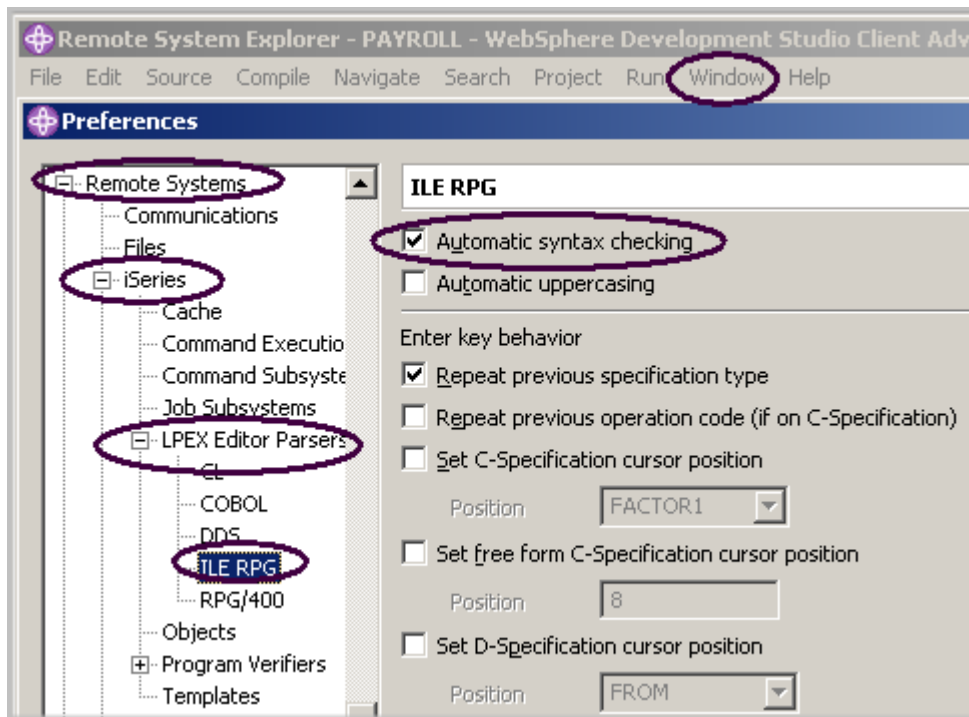 Remote System Explorer - PAYROLL - WebSphere Development Studio Client Adv
File Edit Source Compile Navigate Search Project Run Window Help
Preferences
Remote Systems
Communications
Files
iSeries
Cache
Command Executio
Command Subsyste
Job Subsystems
LPEX Editor Parsers
CL
COBOL
DDS
ILE RPG
RPG/400
Objects
Program Verifiers
Templates
ILE RPG
Automatic syntax checking
Automatic uppercasing
Enter key behavior
Repeat previous specification type
Repeat previous operation code (if on C-Specification)
Set C-Specification cursor position
Position FACTOR1
Set free form C-Specification cursor position
Position 8
Set D-Specification cursor position
Position FROM